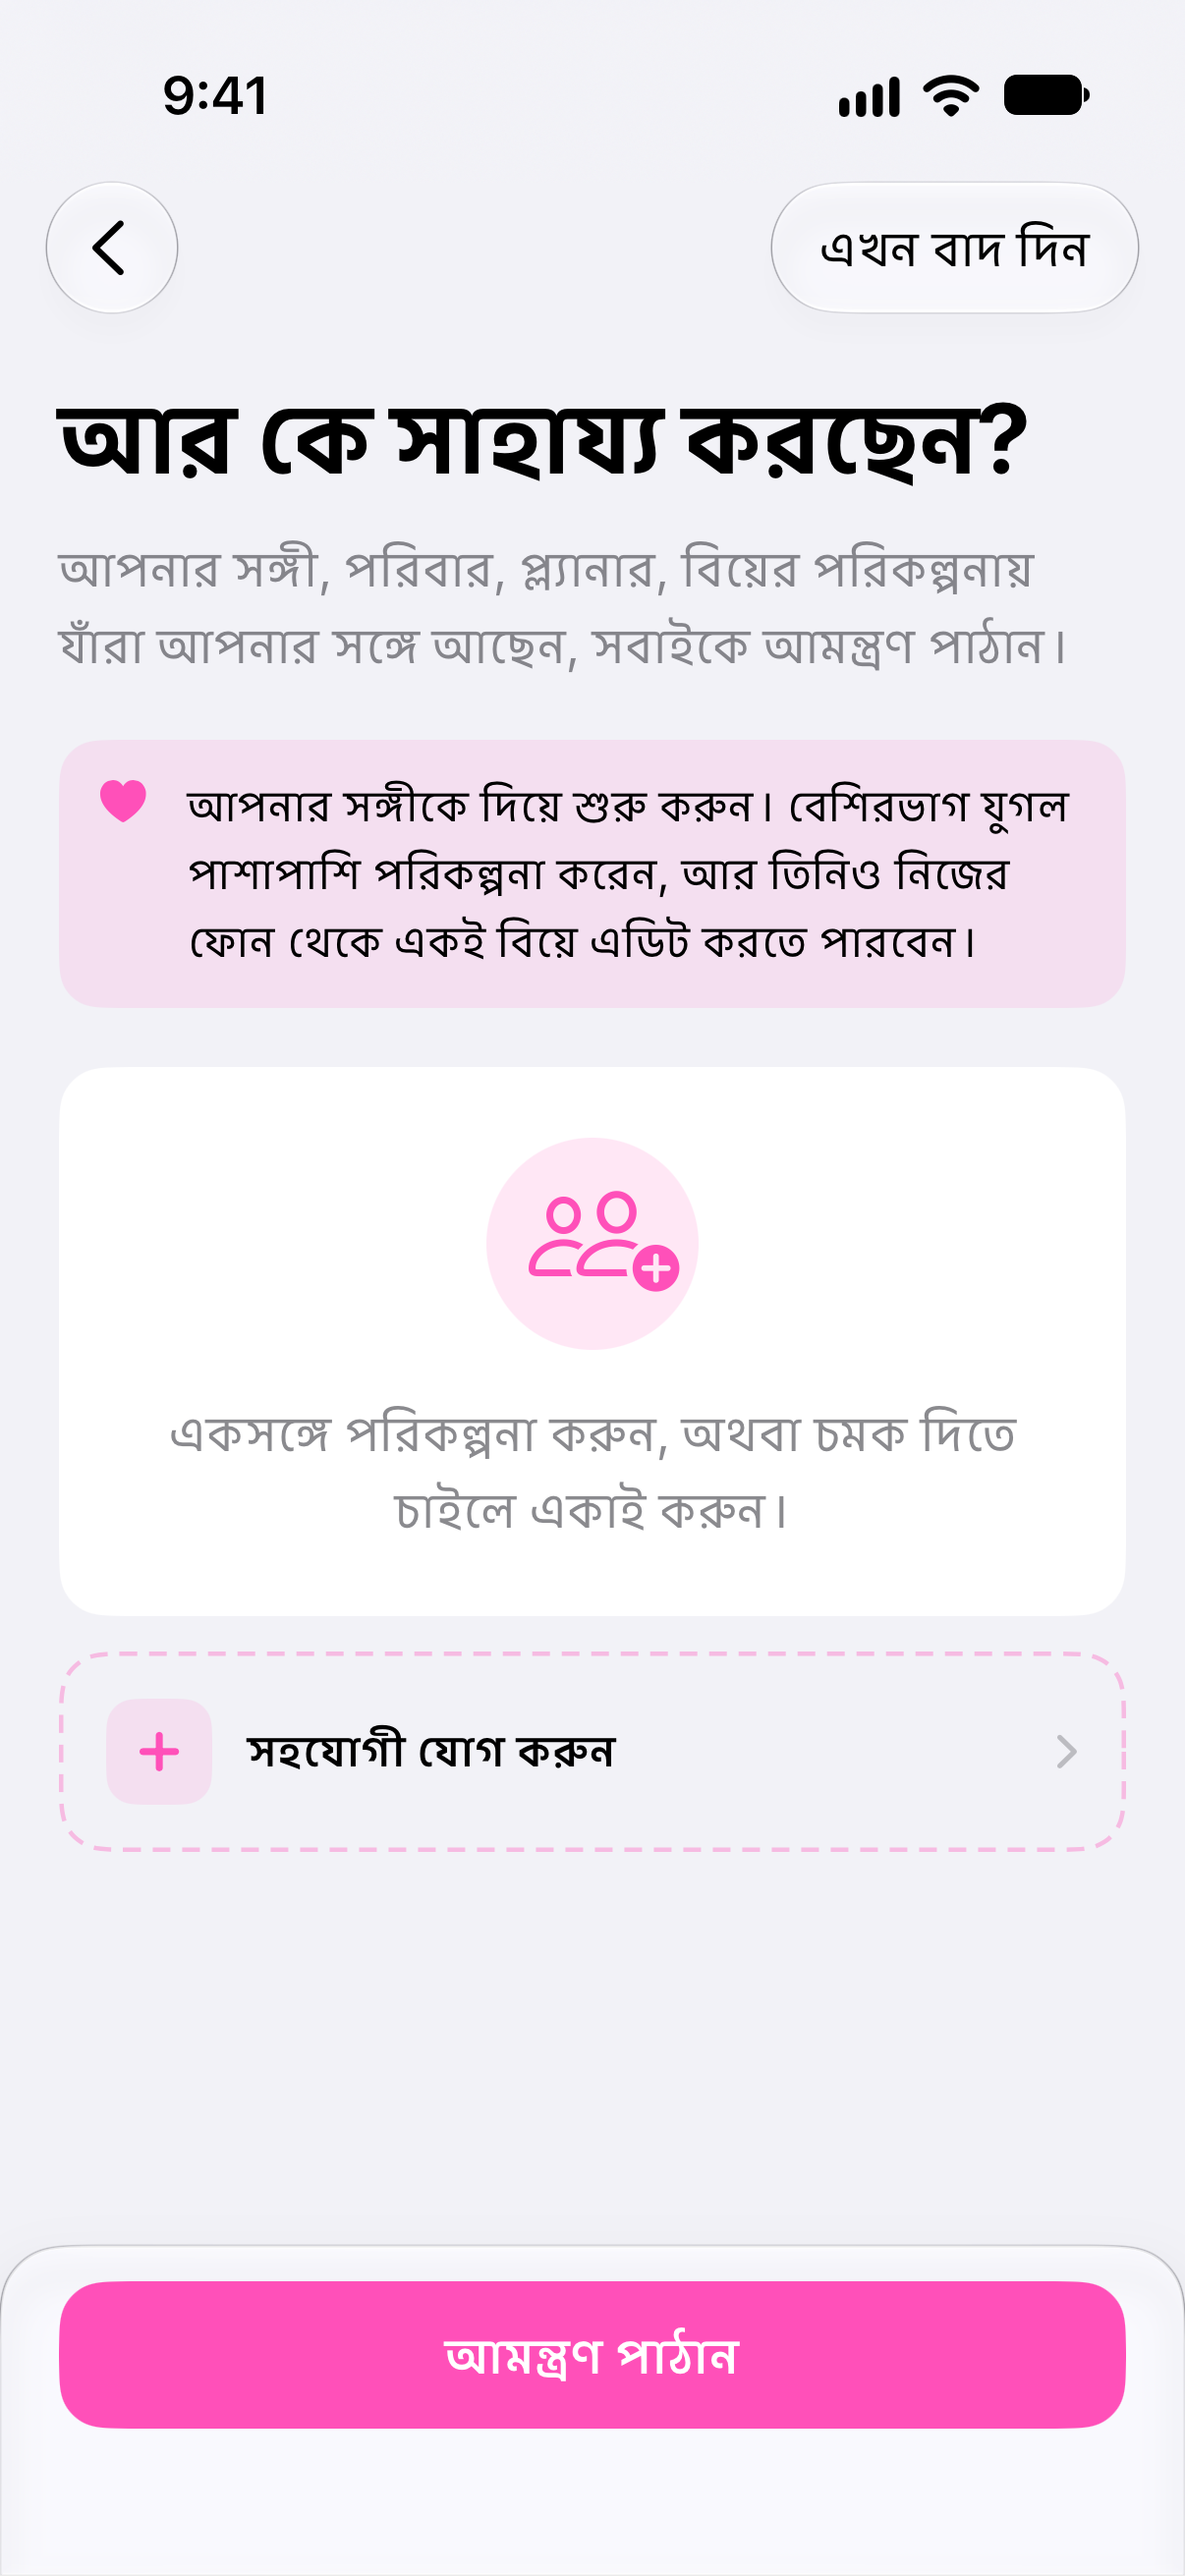 9:41
এখন বাদ দিন
আর কে সাহায্য করছেন?
আপনার সঙ্গী, পরিবার, প্ল্যানার, বিয়ের পরিকল্পনায়
যাঁরা আপনার সঙ্গে আছেন, সবাইকে আমন্ত্রণ পাঠান।
আপনার সঙ্গীকে দিয়ে শুরু করুন। বেশিরভাগ যুগল
পাশাপাশি পরিকল্পনা করেন, আর তিনিও নিজের
ফোন থেকে একই বিয়ে এডিট করতে পারবেন।
একসঙ্গে পরিকল্পনা করুন, অথবা চমক দিতে
চাইলে একাই করুন।
সহযোগী যোগ করুন
আমন্ত্রণ পাঠান